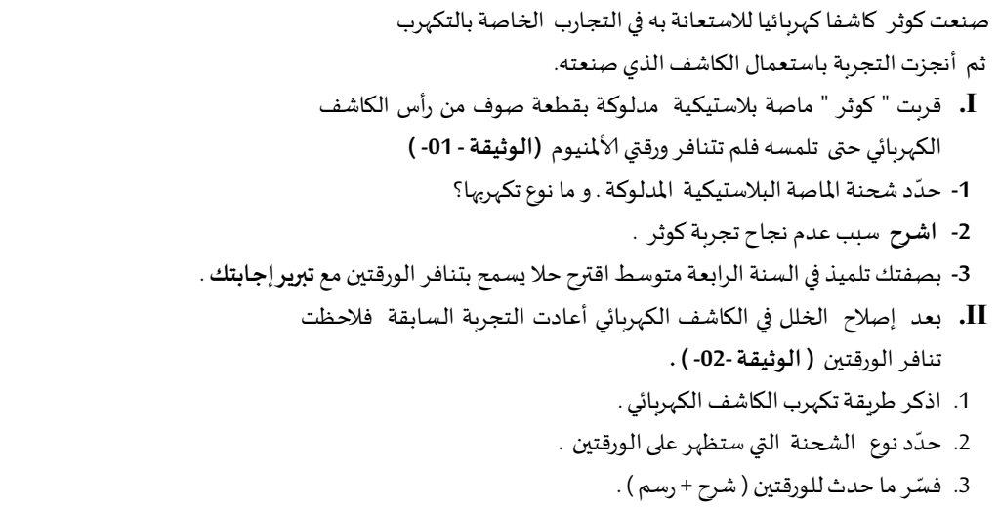 صنعت كوثر كاشفا كهربائيا للاستعانة به في التجارب الخاصة بالتكهرب
ثم أنجزت التجربة باستعمال الكاشف الذي صنعته.
I. قربت " كوثر " ماصة بلاستيكية مدلوكة بقطعة صوف من رأس الكاشف
الكهربائي حتى تلمسه فلم تتنافر ورقتي الألمنيوم (الوثيقة - 01- )
1- حدّد شحنة الماصة البلاستيكية المدلوكة . و ما نوع تكهربها؟
2- اشرح سبب عدم نجاح تجربة كوثر .
3- بصفتك تلميذ في السنة الرابعة متوسط اقترح حلا يسمح بتنافر الورقتين مع تبرير إجابتك .
II. بعد إصلاح الخلل في الكاشف الكهربائي أعادت التجربة السابقة فلاحظت
تنافر الورقتين ( الوثيقة -02- ) .
1. اذكر طريقة تكهرب الكاشف الكهربائي .
2. حدّد نوع الشحنة التي ستظهر على الورقتين .
3. فسّر ما حدث للورقتين ( شرح + رسم ) .